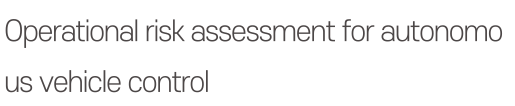 Operational risk assessment for autonomo
us vehicle control